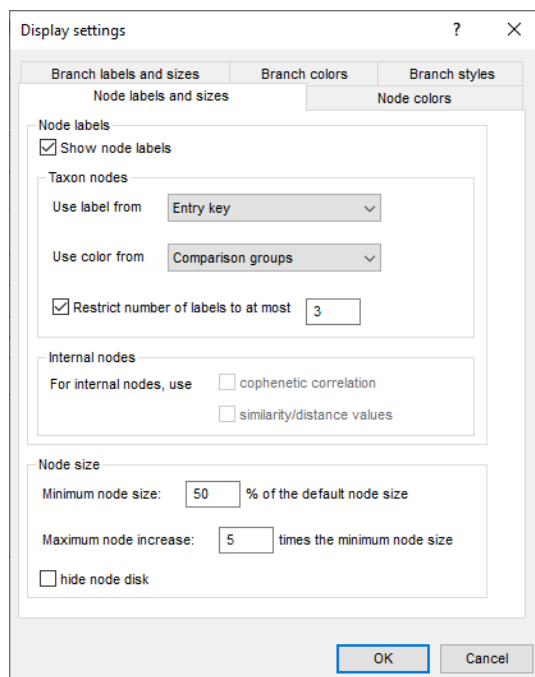 Display settings ?
Branch labels and sizes Branch colors Branch styles
Node labels and sizes Node colors
Node labels
Show node labels
Taxon nodes
Use label from Entry key
Use color from Comparison groups
Restrict number of labels to at most 3
Internal nodes
For internal nodes, use cophenetic correlation
similarity/distance values
Node size
Minimum node size: 50 % of the default node size
Maximum node increase: 5 times the minimum node size
hide node disk
OK Cancel